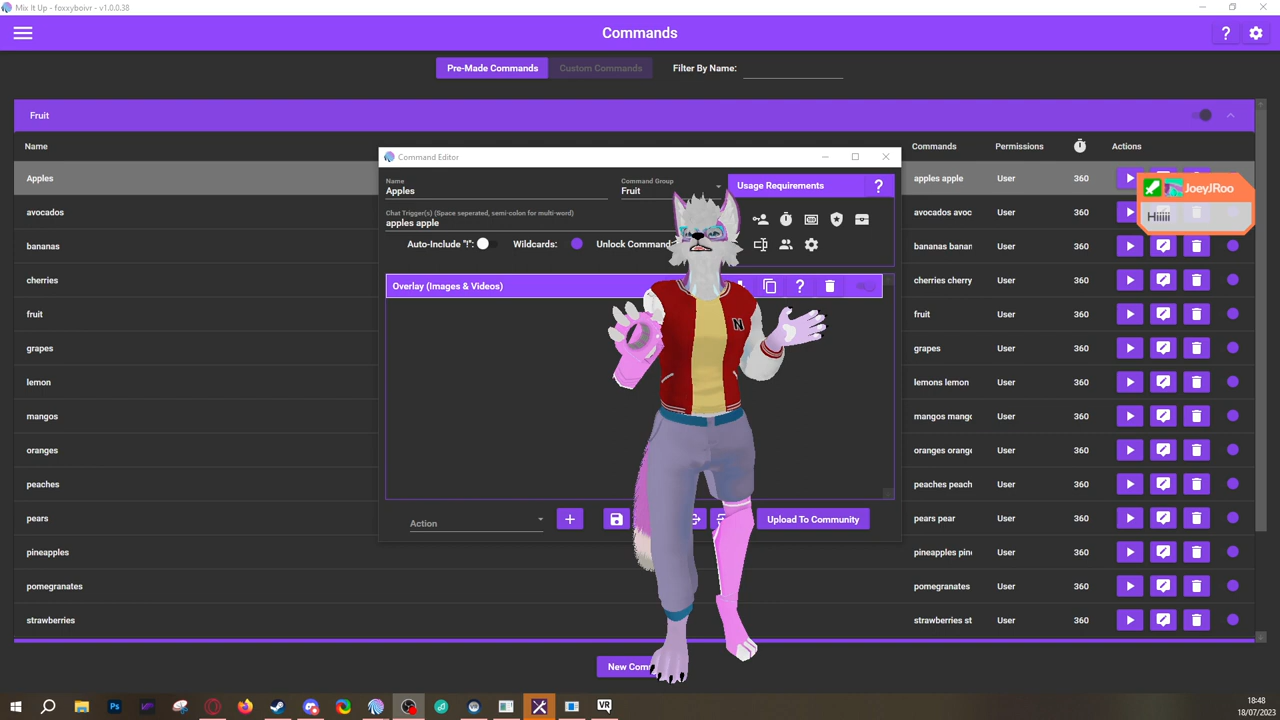 Mix It Up - foxxyboivr - v1.0.0.38
Commands
?
Pre-Made Commands
Custom Commands
Filter By Name:
Fruit
Name
Commands
Permissions
Actions
Apples
apples apple
User
360
avocados
avocados avoc
User
360
bananas
bananas banan
User
360
cherries
cherries cherry
User
360
fruit
fruit
User
360
grapes
grapes
User
360
lemon
lemons lemon
User
360
mangos
mangos mango
User
360
oranges
oranges orang
User
360
peaches
peaches peach
User
360
pears
pears pear
User
360
pineapples
pineapples pine
User
360
pomegranates
pomegranates
User
360
strawberries
strawberries st
User
360
Command Editor
Name
Apples
Command Group
Fruit
Usage Requirements
?
Chat Trigger(s) (Space seperated, semi-colon for multi-word)
apples apple
Auto-Include "!":
Wildcards:
Unlock Command:
Overlay (Images & Videos)
?
N
Action
Upload To Community
New Com
JoeyJRoo
Hiiiii
Ps
VR
18:48
18/07/2023